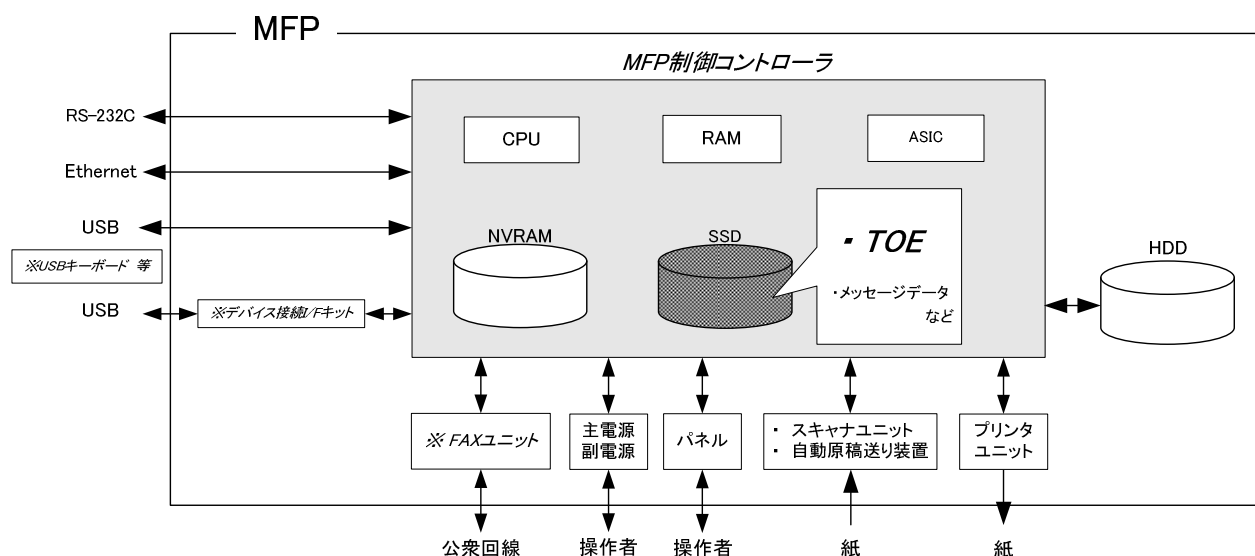 MFP
MFP制御コントローラ
RS-232C
CPU
RAM
ASIC
Ethernet
USB
NVRAM
SSD
・TOE
・メッセージデータ
など
HDD
※USBキーボード 等
USB
※デバイス接続I/Fキット
※ FAXユニット
主電源
副電源
パネル
・ スキャナユニット
・ 自動原稿送り装置
プリンタ
ユニット
公衆回線
操作者
操作者
紙
紙